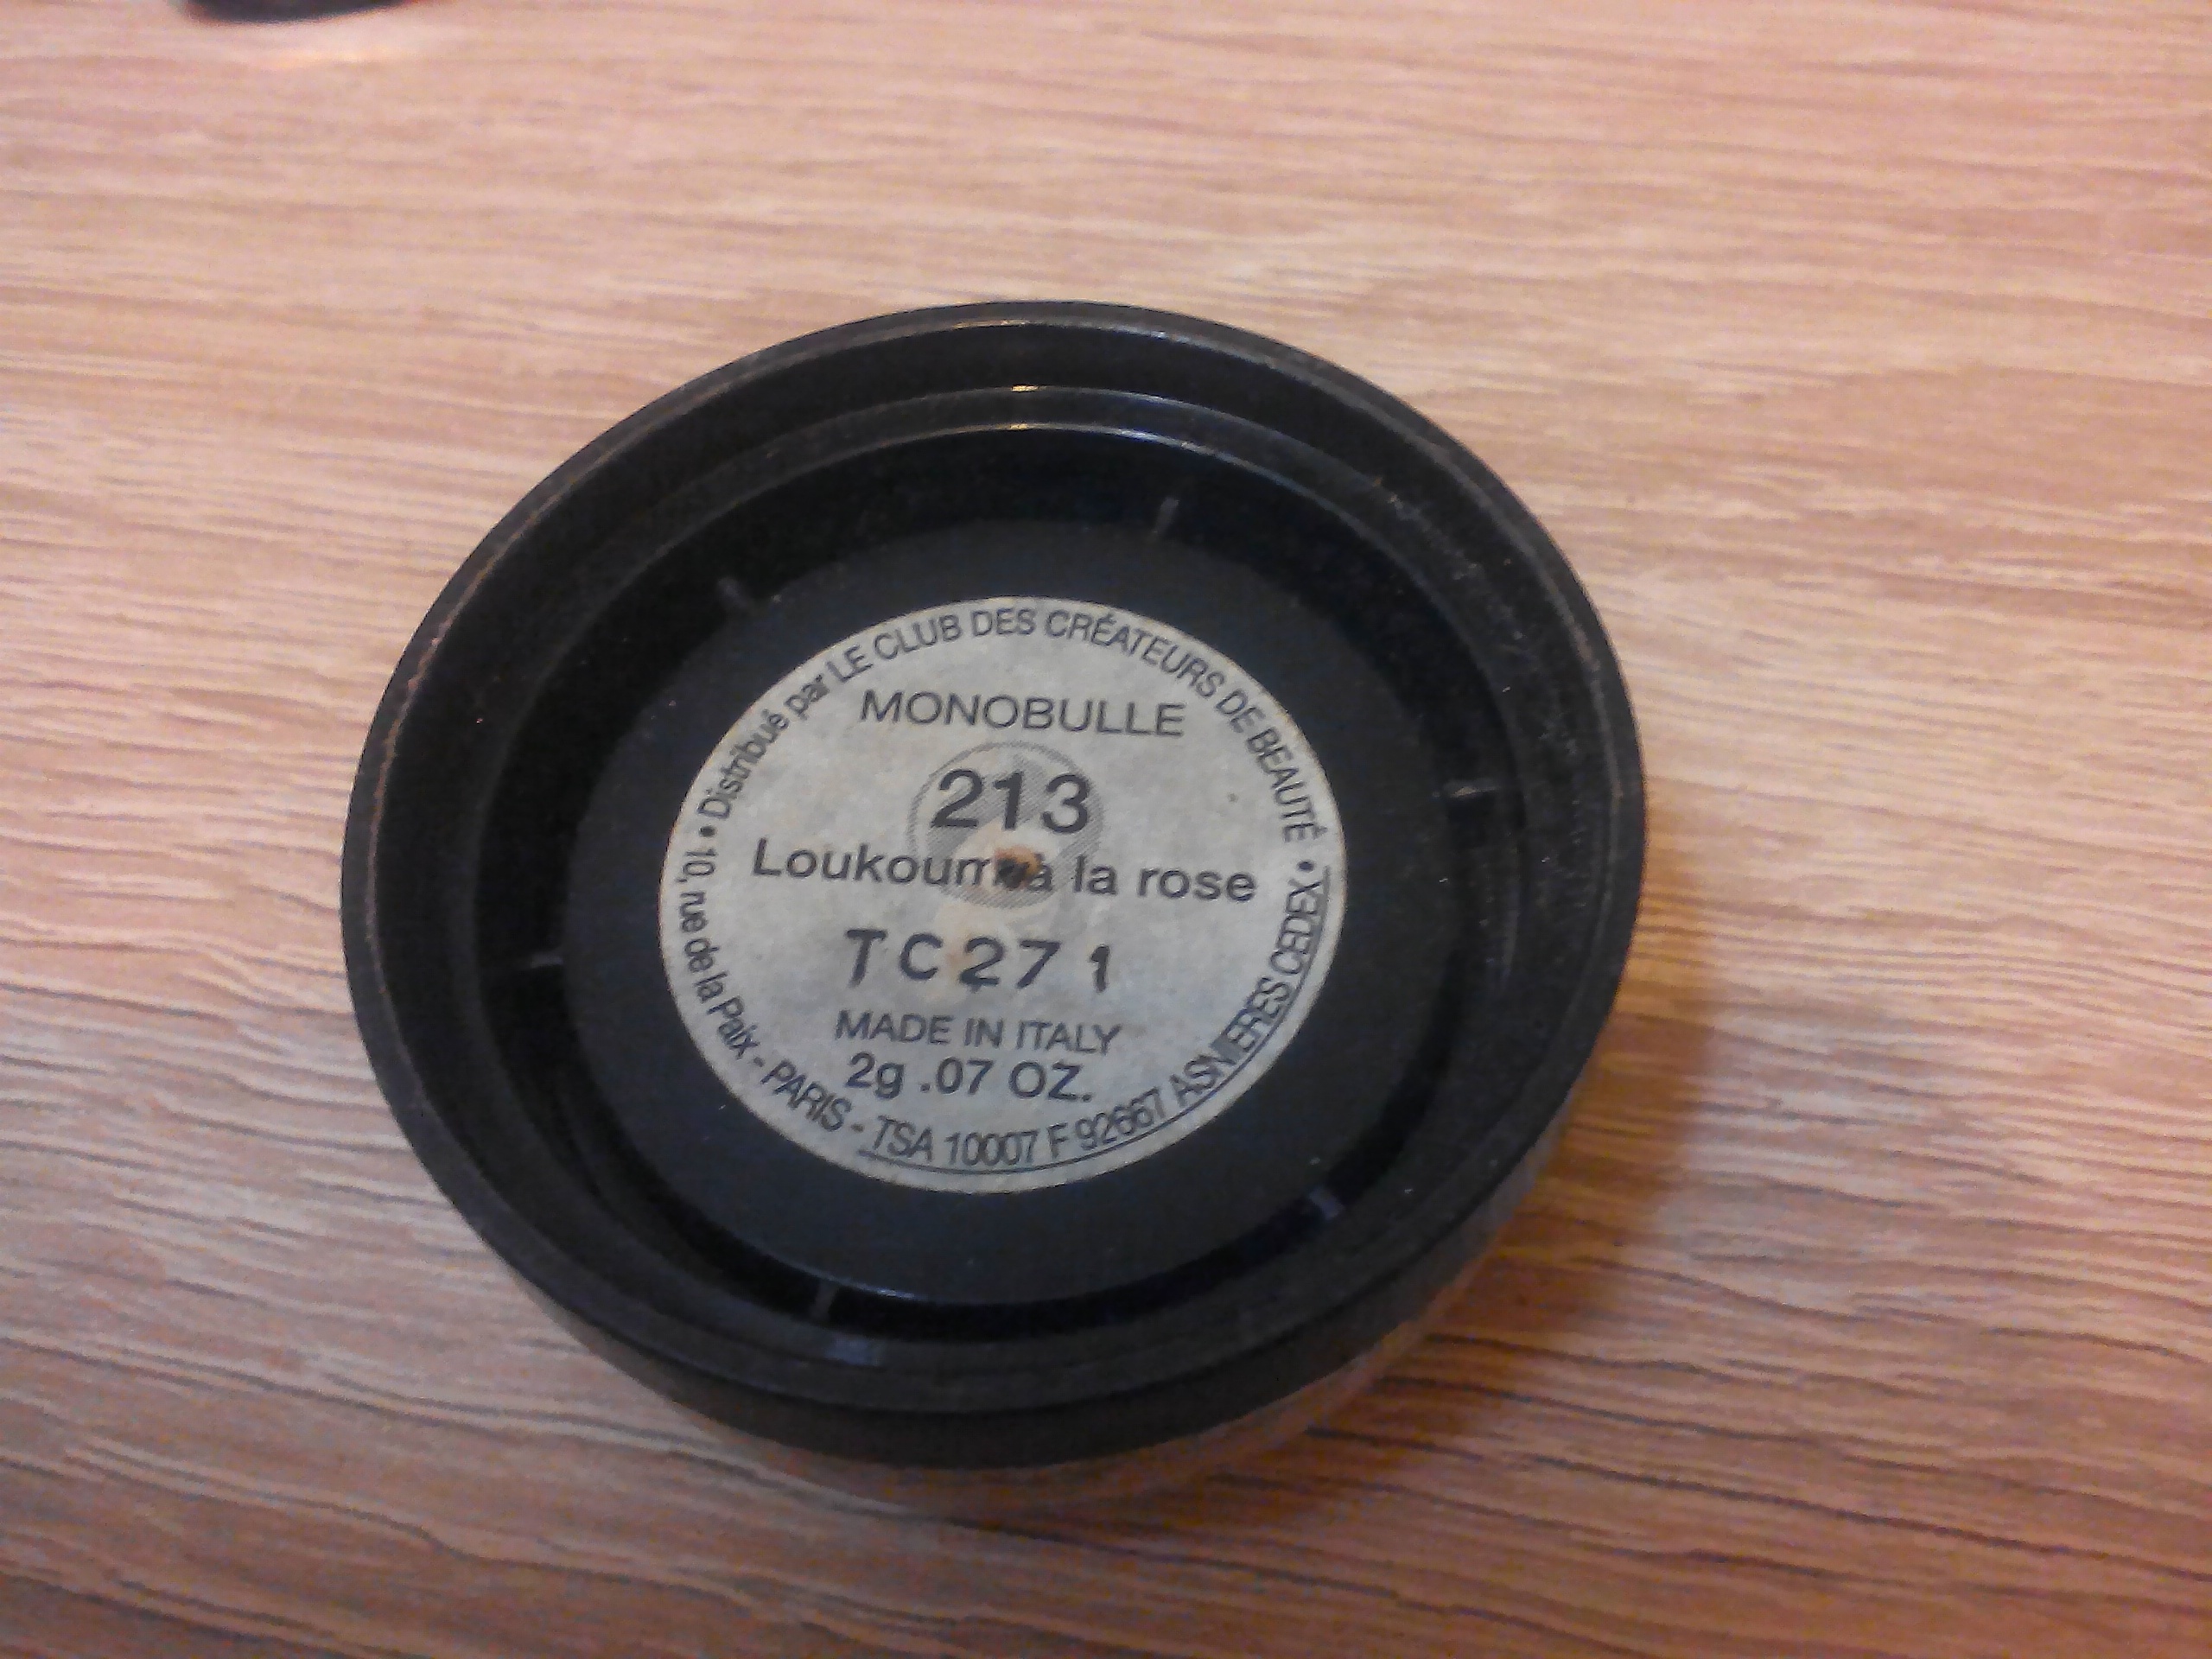 Distribué par LE CLUB DES CRÉATEURS DE BEAUTÉ •
MONOBULLE
213
Loukoum à la rose
TC271
MADE IN ITALY
2g .07 OZ.
10, rue de la Paix - PARIS - TSA 10007 F 92667 ASNIERES CEDEX •